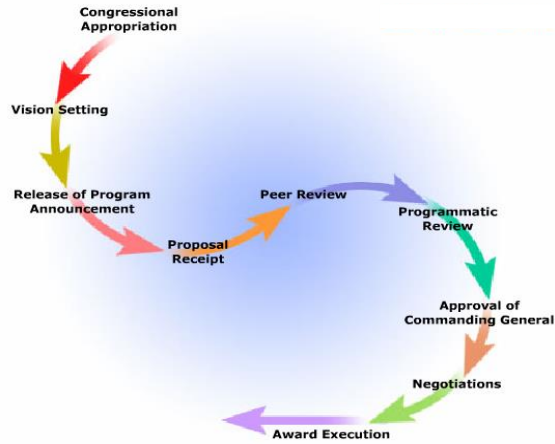 Congressional
Appropriation
Vision Setting
Release of Program
Announcement
Proposal
Receipt
Peer Review
Programmatic
Review
Approval of
Commanding General
Negotiations
Award Execution